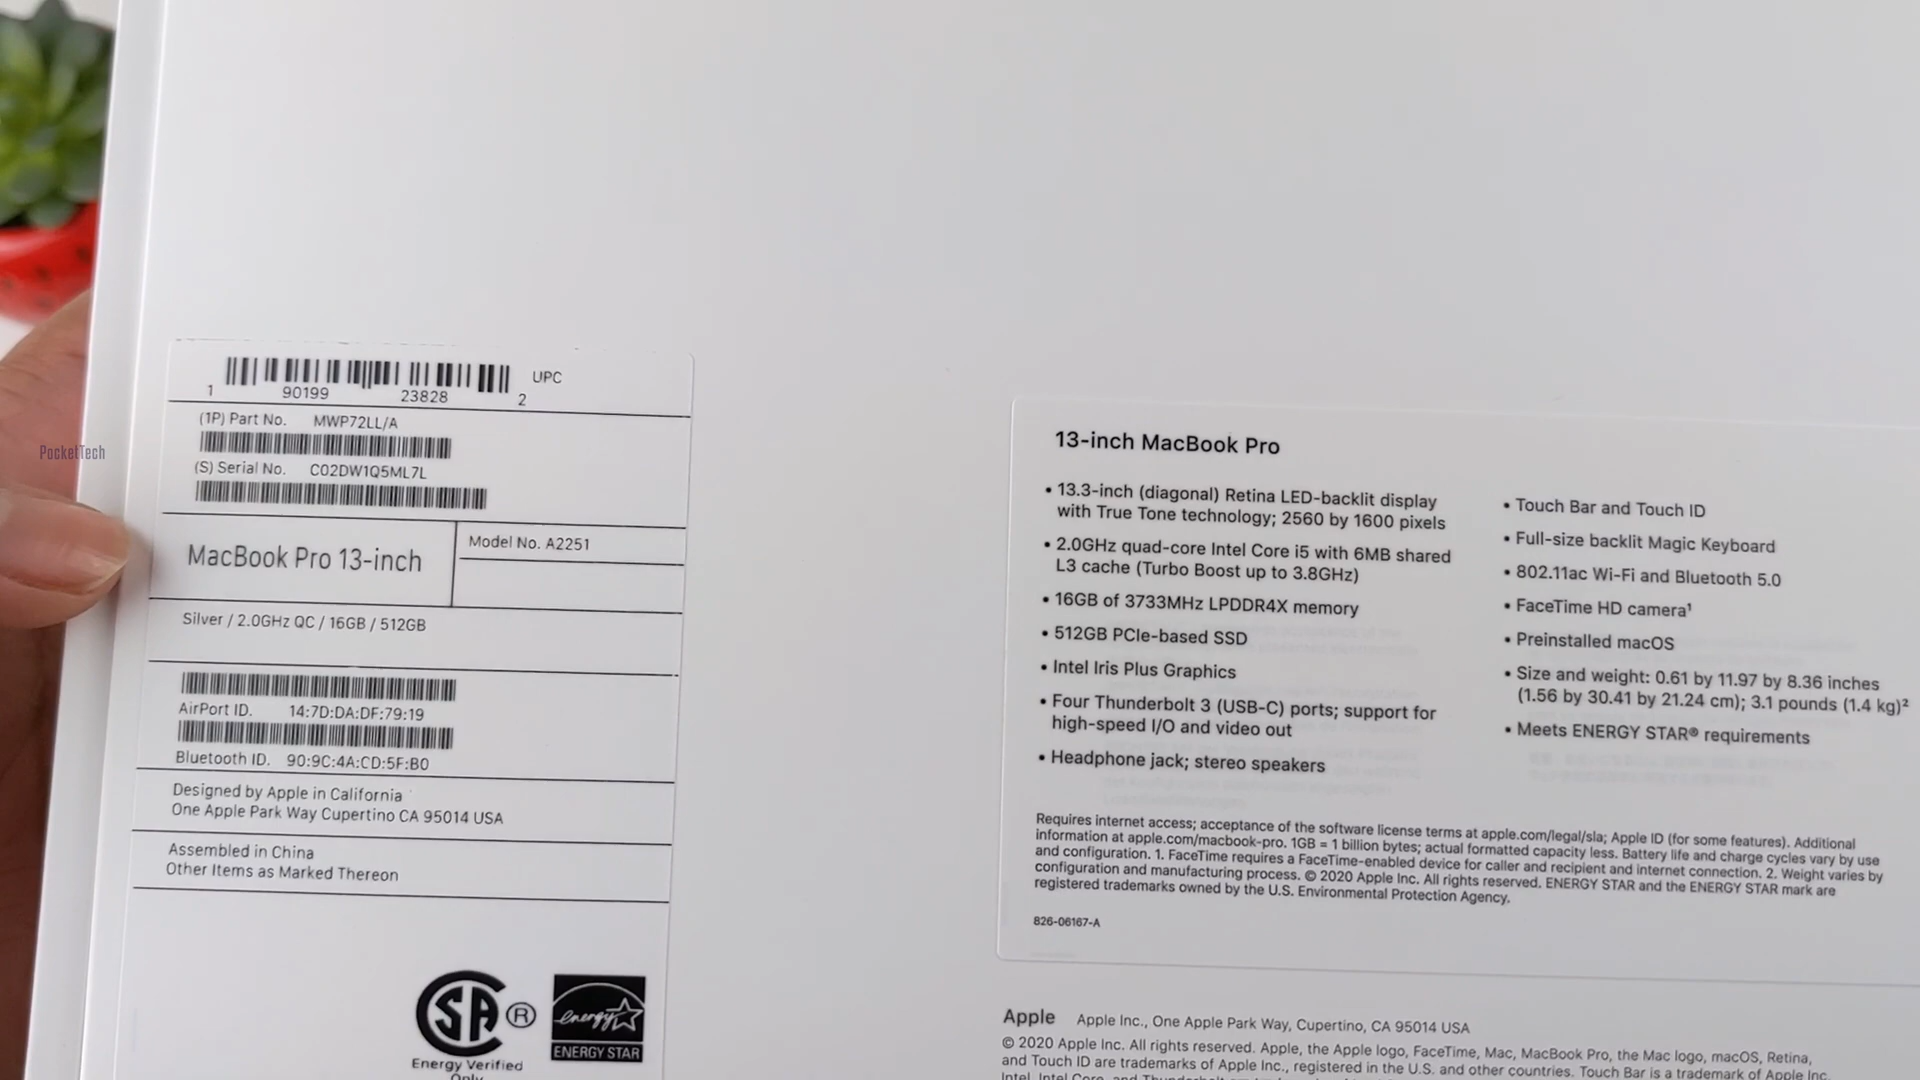 UPC
1 90199 23828 2
(1P) Part No. MWP72LL/A
(S) Serial No. C02DW1Q5ML7L
MacBook Pro 13-inch
Model No. A2251
Silver / 2.0GHz QC / 16GB / 512GB
AirPort ID. 14:7D:DA:DF:79:19
Bluetooth ID. 90:9C:4A:CD:5F:B0
Designed by Apple in California
One Apple Park Way Cupertino CA 95014 USA
Assembled in China
Other Items as Marked Thereon
SA ®
Energy Verified
Only
energy
ENERGY STAR
PocketTech
13-inch MacBook Pro
• 13.3-inch (diagonal) Retina LED-backlit display
with True Tone technology; 2560 by 1600 pixels
• 2.0GHz quad-core Intel Core i5 with 6MB shared
L3 cache (Turbo Boost up to 3.8GHz)
• 16GB of 3733MHz LPDDR4X memory
• 512GB PCIe-based SSD
• Intel Iris Plus Graphics
• Four Thunderbolt 3 (USB-C) ports; support for
high-speed I/O and video out
• Headphone jack; stereo speakers
• Touch Bar and Touch ID
• Full-size backlit Magic Keyboard
• 802.11ac Wi-Fi and Bluetooth 5.0
• FaceTime HD camera¹
• Preinstalled macOS
• Size and weight: 0.61 by 11.97 by 8.36 inches
(1.56 by 30.41 by 21.24 cm); 3.1 pounds (1.4 kg)²
• Meets ENERGY STAR® requirements
Requires internet access; acceptance of the software license terms at apple.com/legal/sla; Apple ID (for some features). Additional
information at apple.com/macbook-pro. 1GB = 1 billion bytes; actual formatted capacity less. Battery life and charge cycles vary by use
and configuration. 1. FaceTime requires a FaceTime-enabled device for caller and recipient and internet connection. 2. Weight varies by
configuration and manufacturing process. © 2020 Apple Inc. All rights reserved. ENERGY STAR and the ENERGY STAR mark are
registered trademarks owned by the U.S. Environmental Protection Agency.
826-06167-A
Apple Apple Inc., One Apple Park Way, Cupertino, CA 95014 USA
© 2020 Apple Inc. All rights reserved. Apple, the Apple logo, FaceTime, Mac, MacBook Pro, the Mac logo, macOS, Retina,
and Touch ID are trademarks of Apple Inc., registered in the U.S. and other countries. Touch Bar is a trademark of Apple Inc.
Intel, Intel Core, and